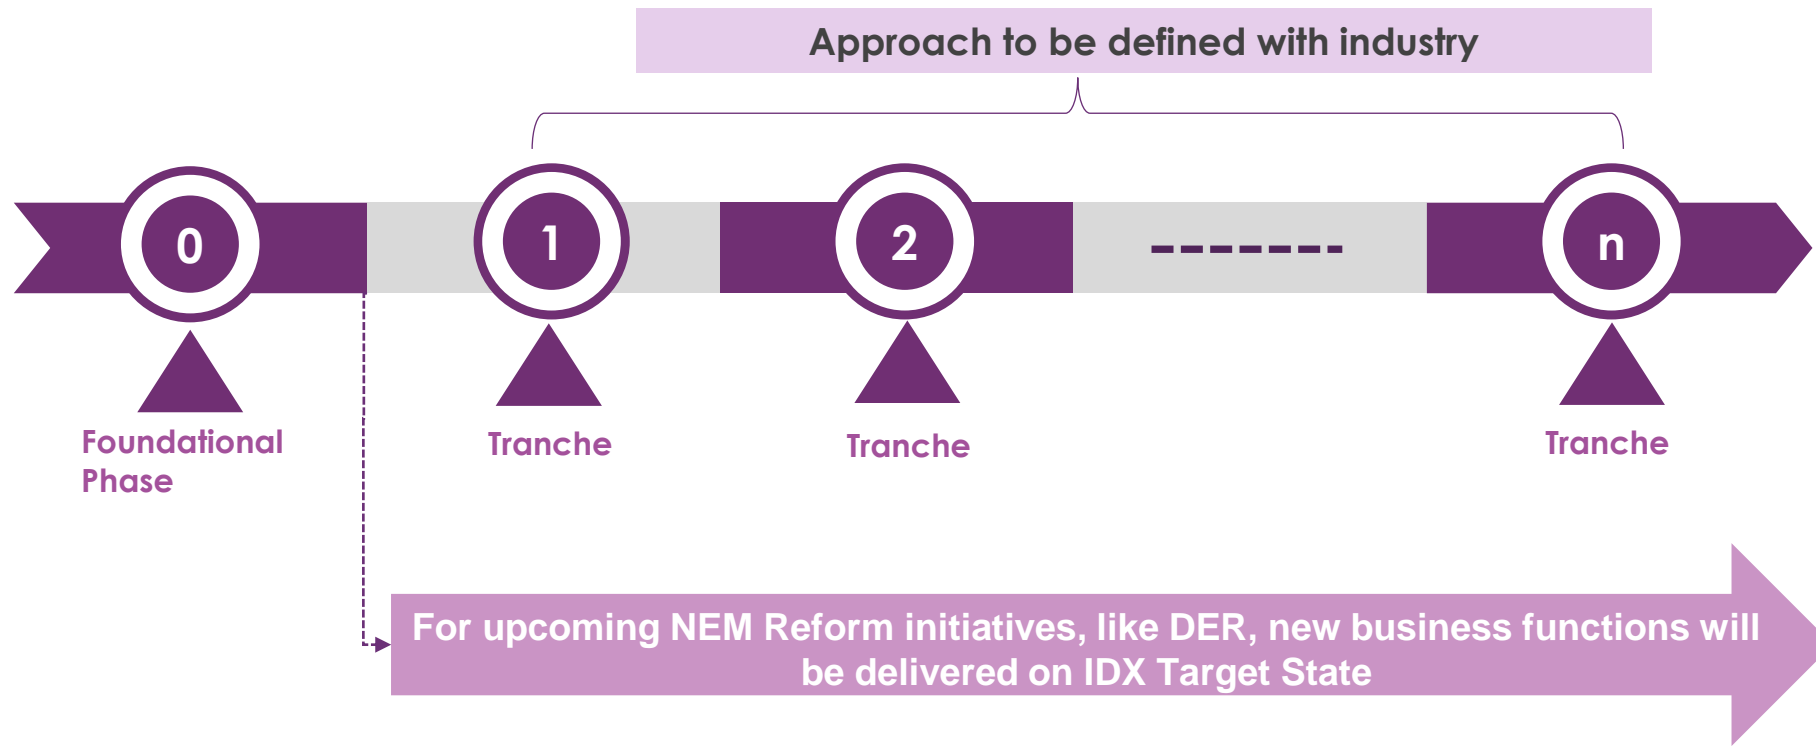 Approach to be defined with industry
0
1
2
n
Foundational
Phase
Tranche
Tranche
Tranche
For upcoming NEM Reform initiatives, like DER, new business functions will
be delivered on IDX Target State